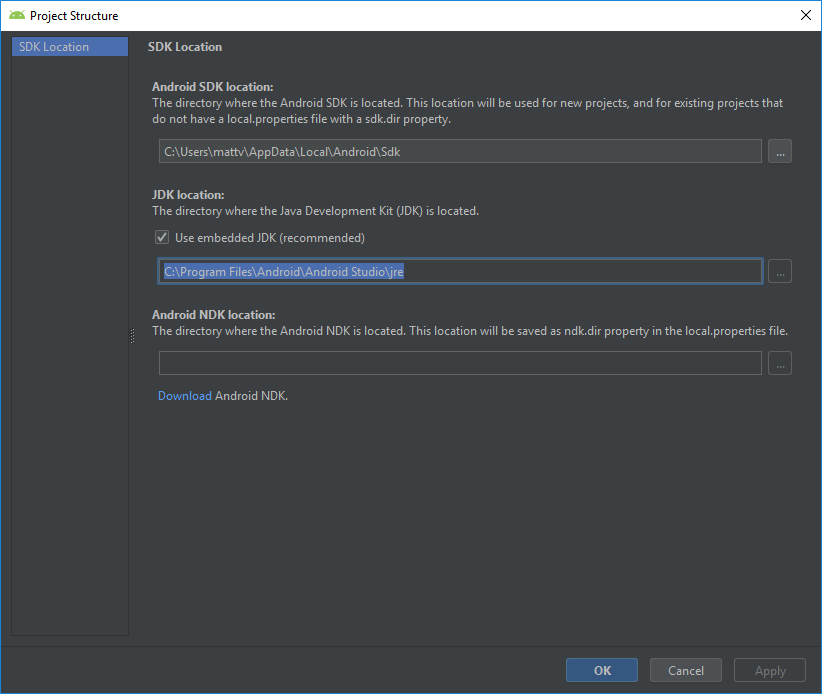 Project Structure
SDK Location
SDK Location
Android SDK location:
The directory where the Android SDK is located. This location will be used for new projects, and for existing projects that
do not have a local.properties file with a sdk.dir property.
C:\Users\mattv\AppData\Local\Android\Sdk
...
JDK location:
The directory where the Java Development Kit (JDK) is located.
Use embedded JDK (recommended)
C:\Program Files\Android\Android Studio\jre
...
Android NDK location:
The directory where the Android NDK is located. This location will be saved as ndk.dir property in the local.properties file.
...
Download Android NDK.
OK Cancel Apply